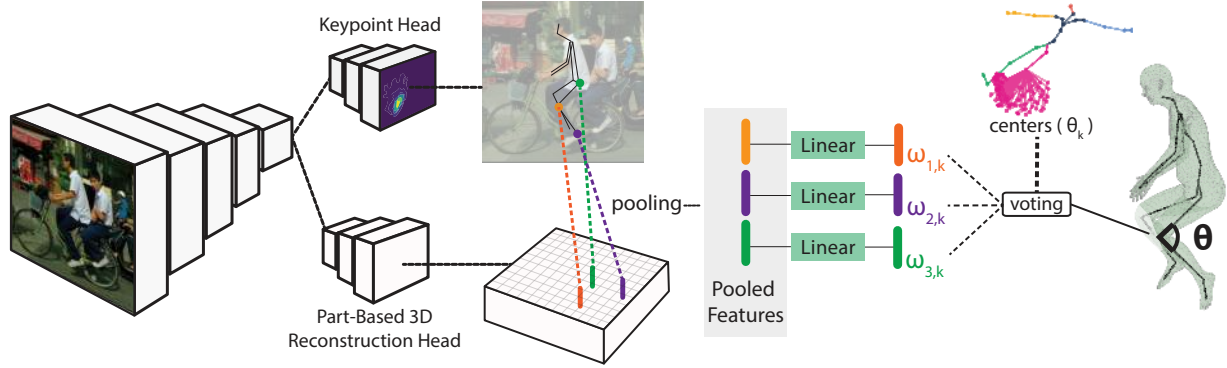 Keypoint Head
Part-Based 3D
Reconstruction Head
pooling
Pooled
Features
Linear
Linear
Linear
ω1,k
ω2,k
ω3,k
centers (θk)
voting
θ